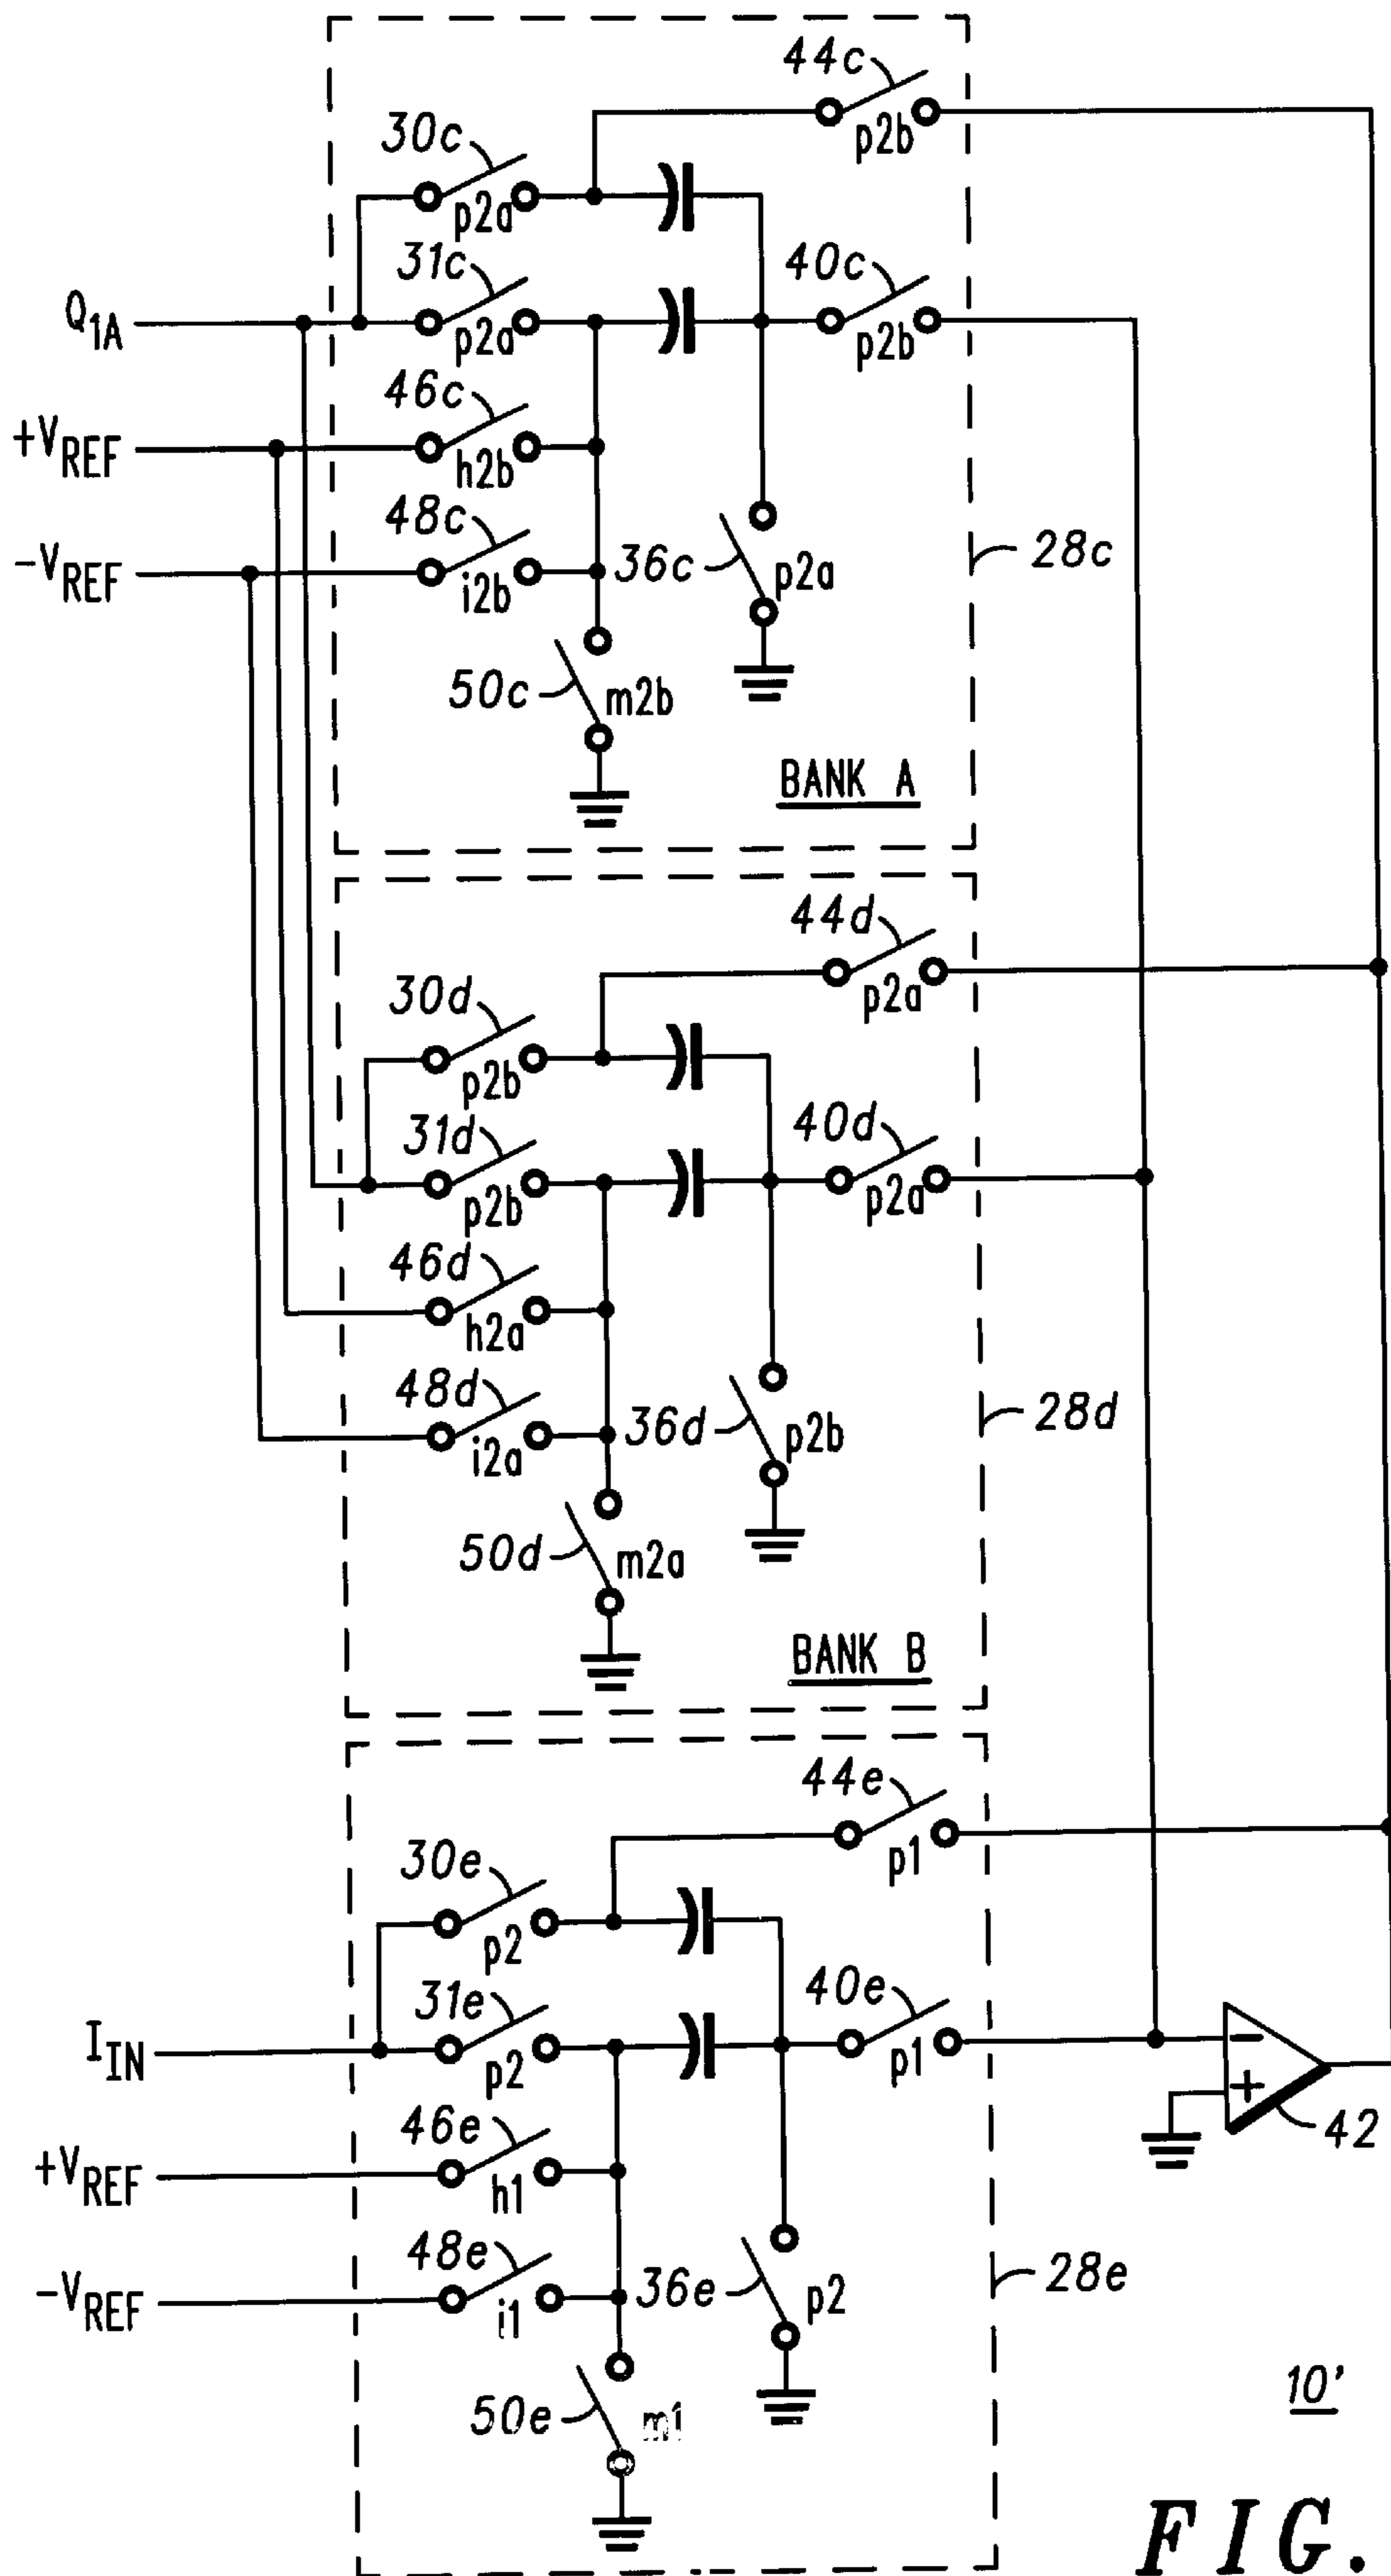 44c
p2b
30c
p2a
31c
40c
Q1A
p2a
p2b
46c
+VREF
h2b
48c
-VREF
i2b
36c
p2a
28c
50c
m2b
BANK A
44d
p2a
30d
p2b
31d
40d
p2b
p2a
46d
h2a
48d
i2a
36d
p2b
28d
50d
m2a
BANK B
44e
p1
30e
p2
31e
40e
IIN
p2
p1
46e
42
+VREF
h1
48e
-VREF
i1
36e
p2
28e
50e
m1
10'
FIG.